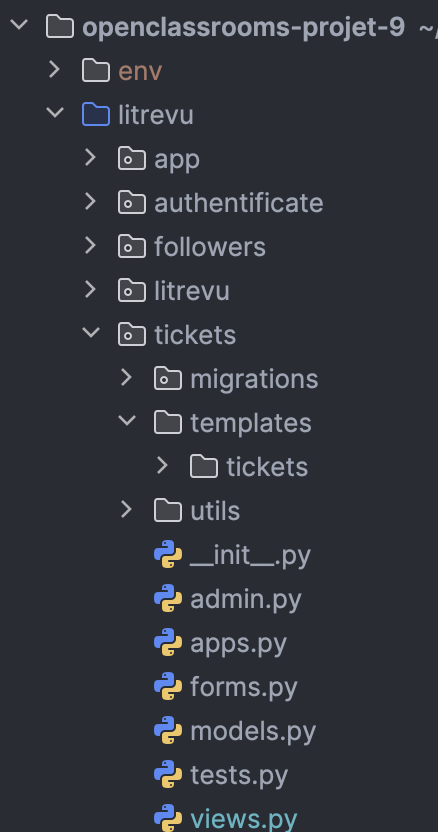 openclassrooms-projet-9 ~/
env
litrevu
app
authentificate
followers
litrevu
tickets
migrations
templates
tickets
utils
__init__.py
admin.py
apps.py
forms.py
models.py
tests.py
views.py